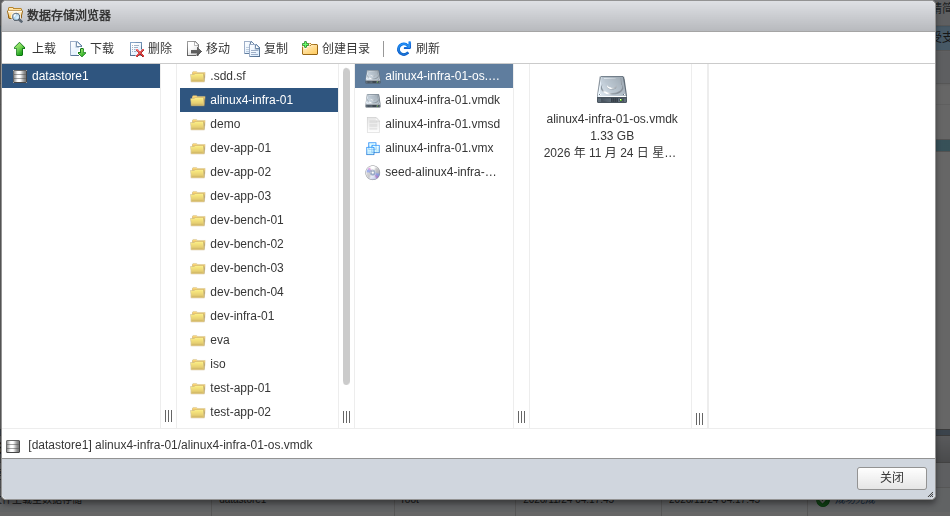 数据存储浏览器
上载 下载 删除 移动 复制 创建目录 刷新
datastore1
.sdd.sf
alinux4-infra-01
demo
dev-app-01
dev-app-02
dev-app-03
dev-bench-01
dev-bench-02
dev-bench-03
dev-bench-04
dev-infra-01
eva
iso
test-app-01
test-app-02
alinux4-infra-01-os....
alinux4-infra-01.vmdk
alinux4-infra-01.vmsd
alinux4-infra-01.vmx
seed-alinux4-infra-...
alinux4-infra-01-os.vmdk
1.33 GB
2026 年 11 月 24 日 星...
[datastore1] alinux4-infra-01/alinux4-infra-01-os.vmdk
关闭